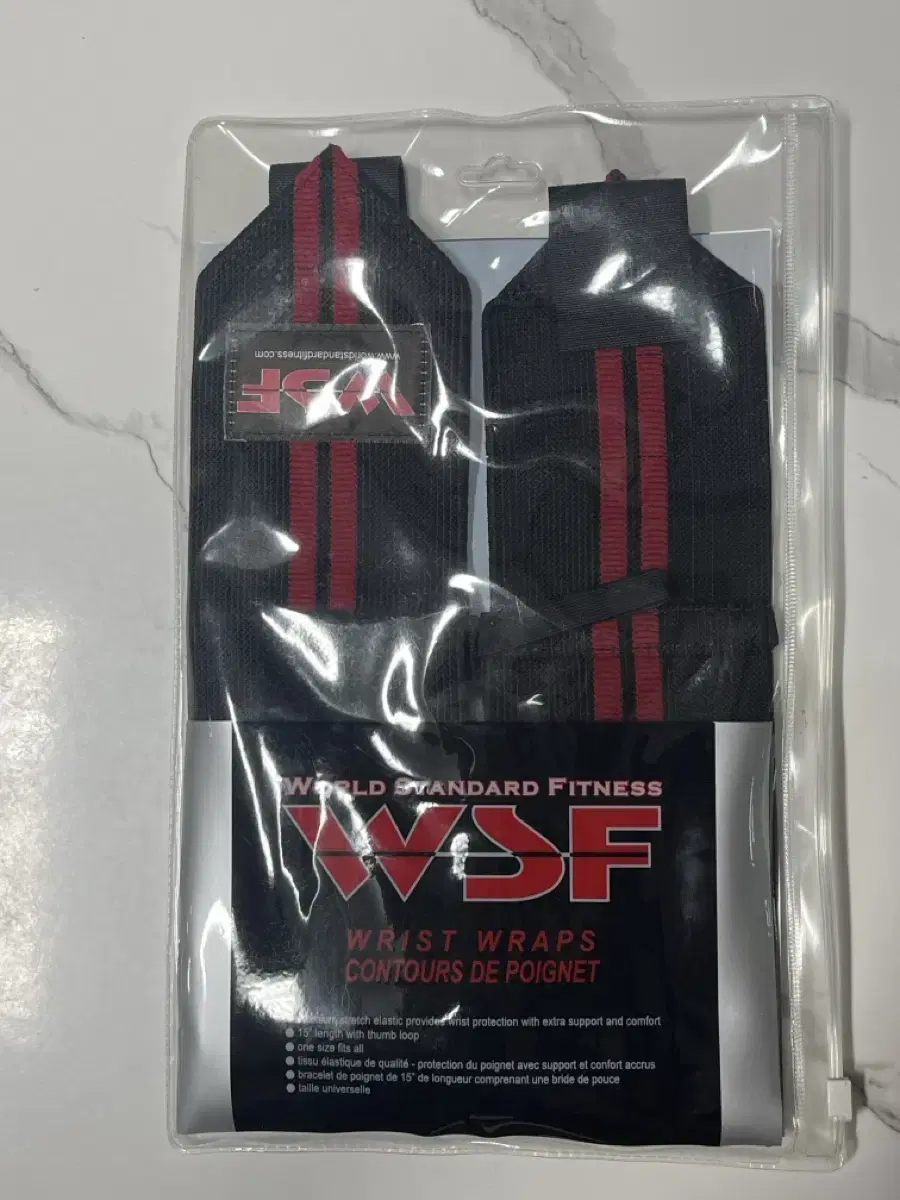 www.worldstandardfitness.com
WSF
WORLD STANDARD FITNESS
WSF
WRIST WRAPS
CONTOURS DE POIGNET
stretch elastic provides wrist protection with extra support and comfort
● 15" length with thumb loop
● one size fits all
● tissu élastique de qualité - protection du poignet avec support et confort accrus
● bracelet de poignet de 15" de longueur comprenant une bride de pouce
● taille universelle